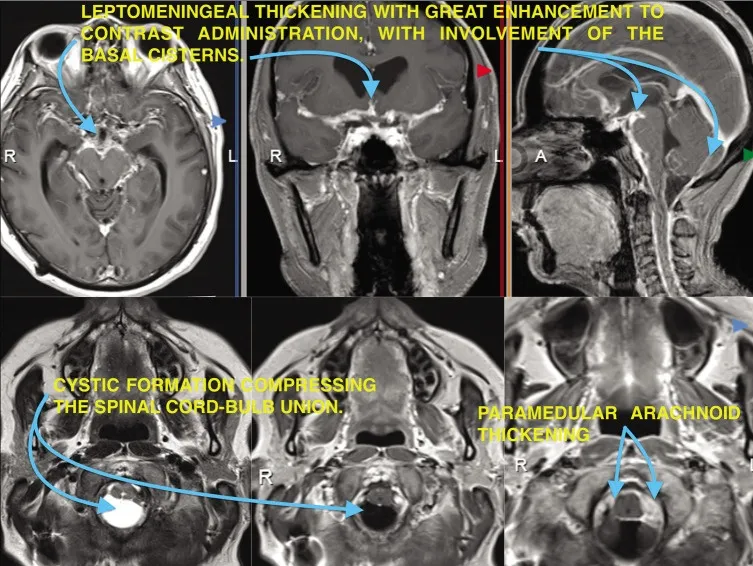 LEPTOMENINGEAL THICKENING WITH GREAT ENHANCEMENT TO
CONTRAST ADMINISTRATION, WITH INVOLVEMENT OF THE
BASAL CISTERNS.
R
L
R
L
A
CYSTIC FORMATION COMPRESSING
THE SPINAL CORD-BULB UNION.
PARAMEDULAR ARACHNOID
THICKENING
R
R